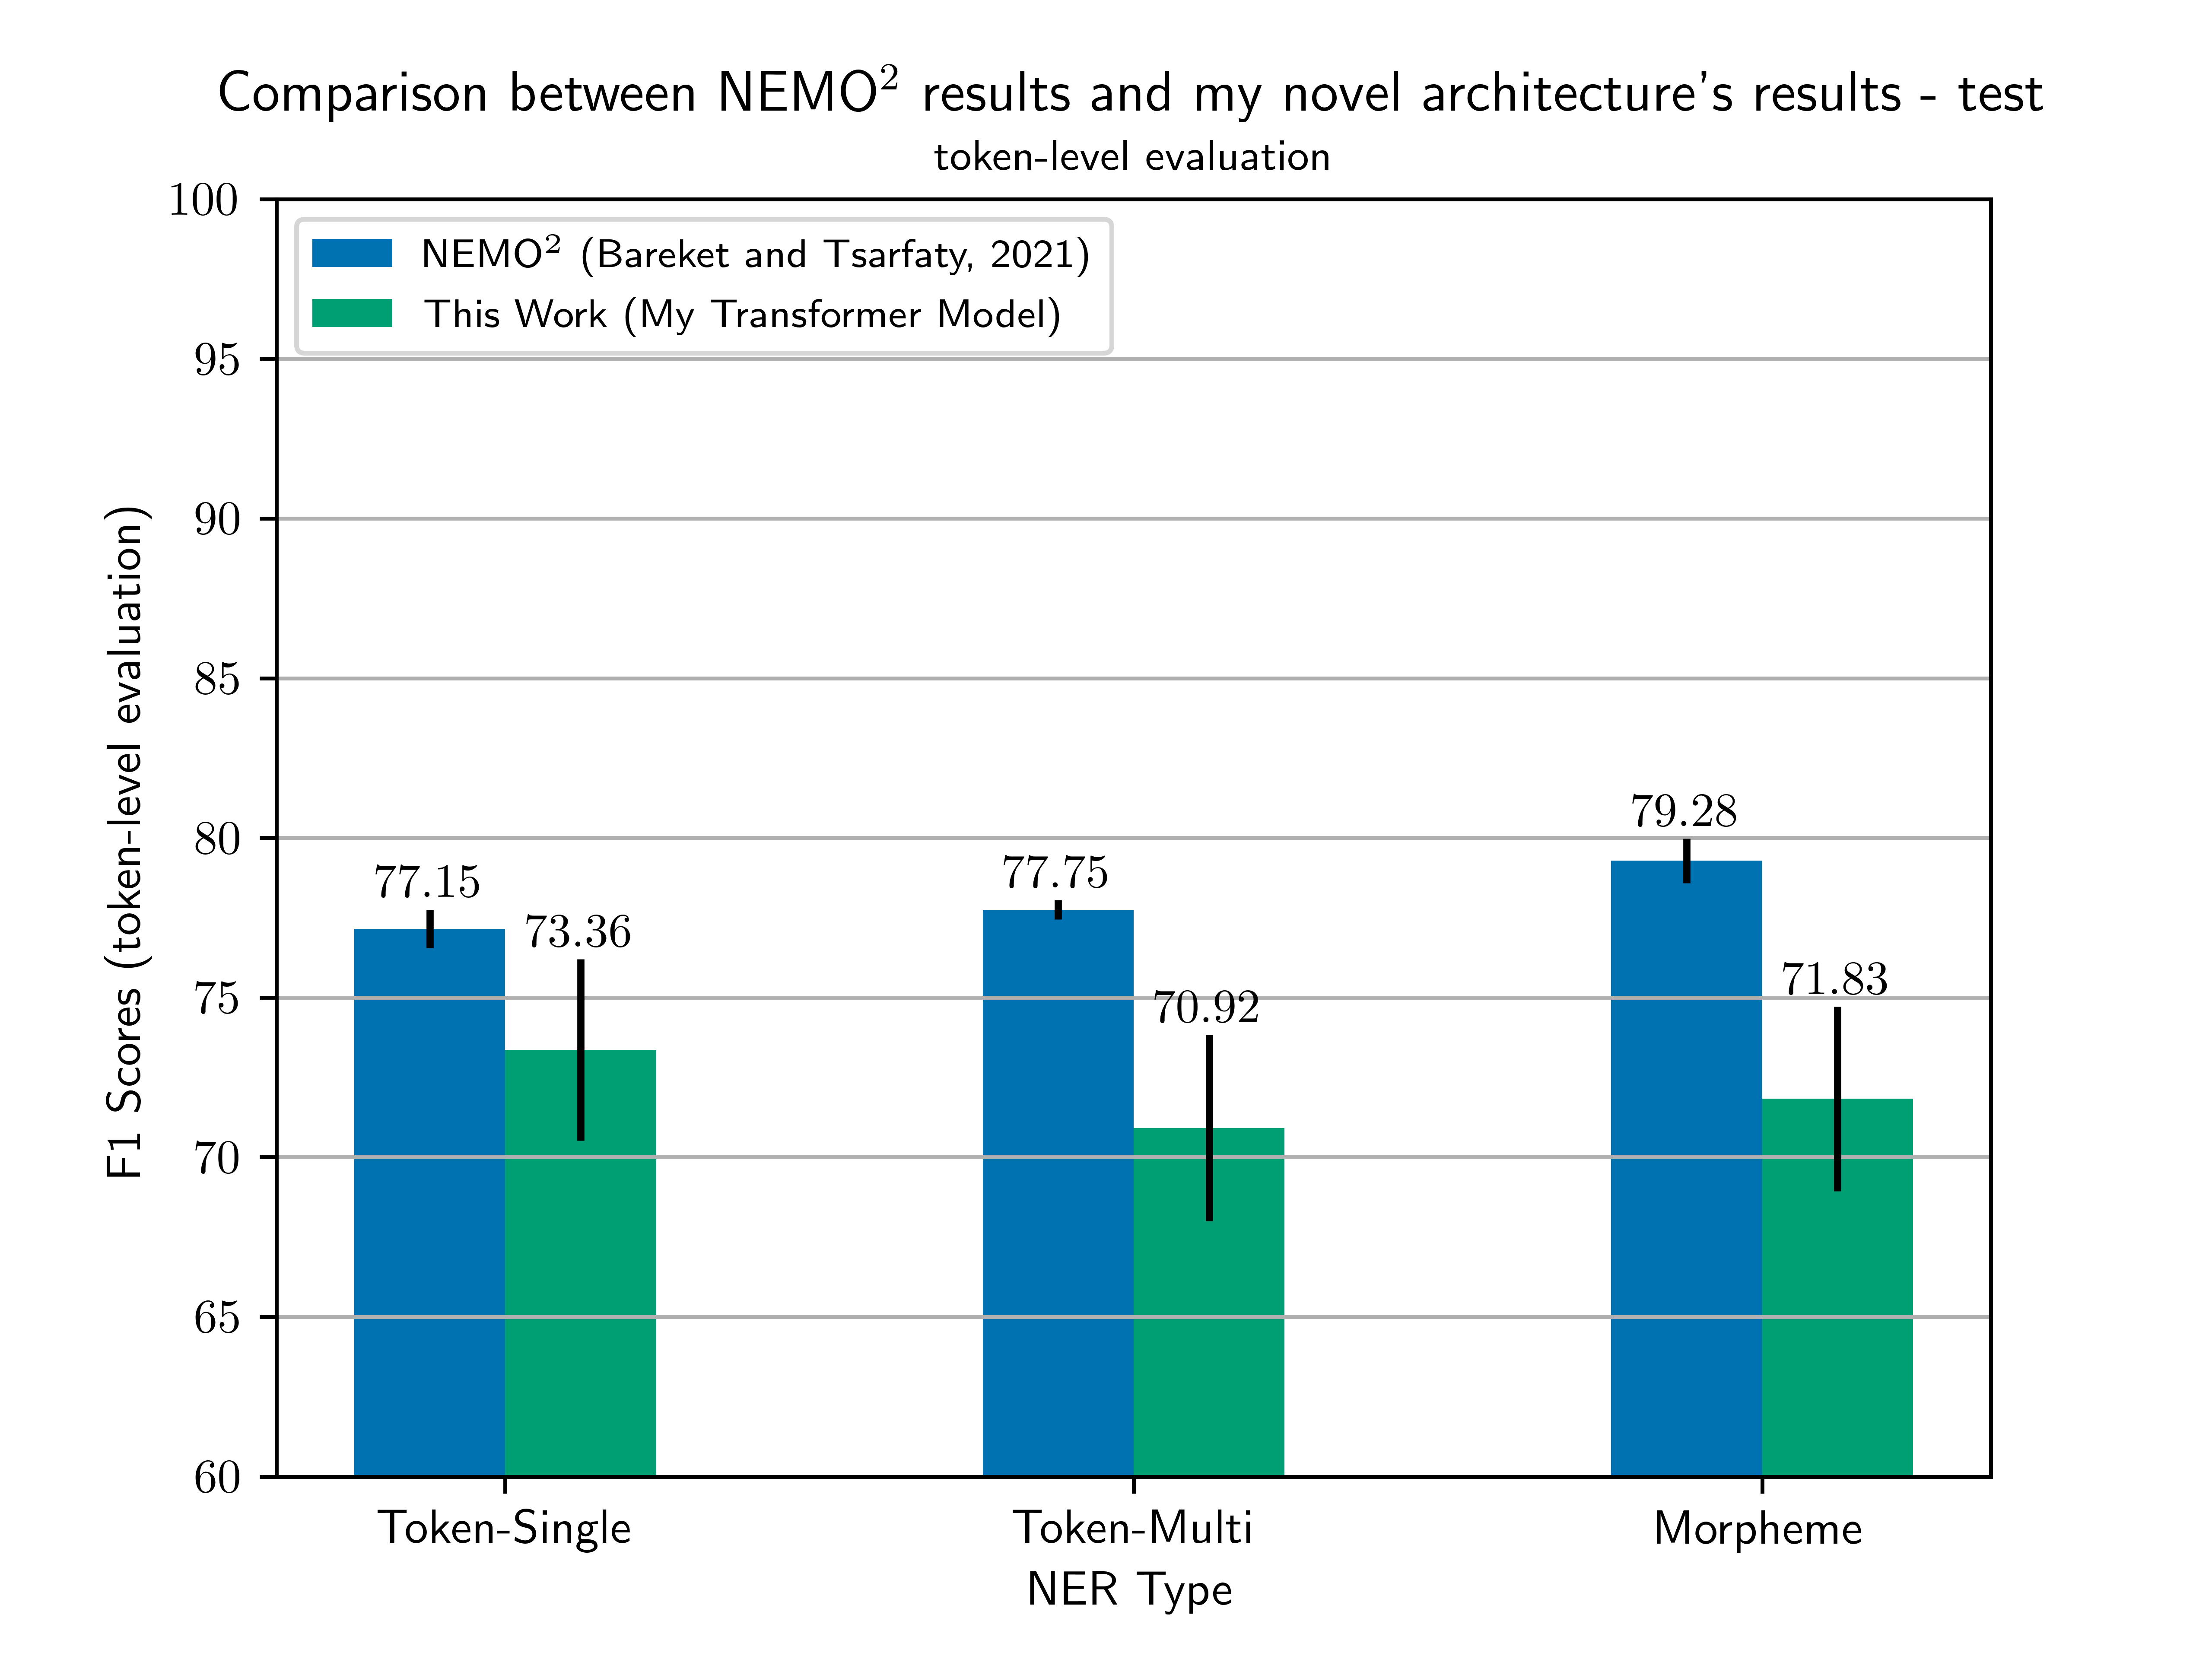 Comparison between NEMO² results and my novel architecture's results - test
token-level evaluation
100
NEMO² (Bareket and Tsarfaty, 2021)
This Work (My Transformer Model)
95
90
85
80
75
70
65
60
F1 Scores (token-level evaluation)
77.15
73.36
77.75
70.92
79.28
71.83
Token-Single
Token-Multi
Morpheme
NER Type